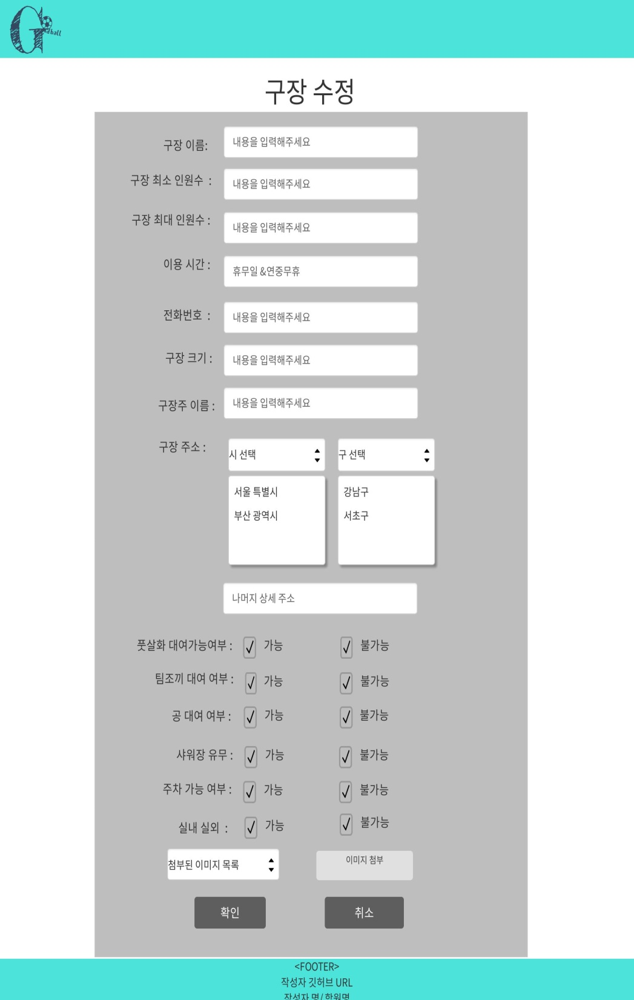 G
구장 수정
구장 이름:
내용을 입력해주세요
구장 최소 인원수 :
내용을 입력해주세요
구장 최대 인원수 :
내용을 입력해주세요
이용 시간 :
휴무일 &연중무휴
전화번호 :
내용을 입력해주세요
구장 크기 :
내용을 입력해주세요
구장주 이름 :
내용을 입력해주세요
구장 주소 :
시 선택
구 선택
서울 특별시
강남구
부산 광역시
서초구
나머지 상세 주소
풋살화 대여가능여부 : 가능 불가능
팀조끼 대여 여부 : 가능 불가능
공 대여 여부 : 가능 불가능
샤워장 유무 : 가능 불가능
주차 가능 여부 : 가능 불가능
실내 실외 : 가능 불가능
첨부된 이미지 목록
이미지 첨부
확인
취소
<FOOTER>
작성자 깃허브 URL
작성자 명/ 학원명